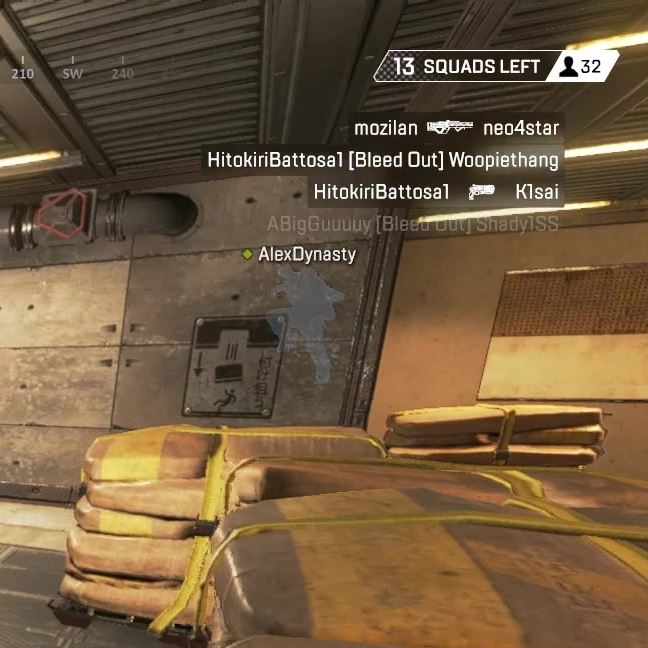 13 SQUADS LEFT 32
210 SW 240
mozilan neo4star
HitokiriBattosa1 [Bleed Out] Woopiethang
HitokiriBattosa1 K1sai
ABigGuuuuy [Bleed Out] Shady1SS
AlexDynasty